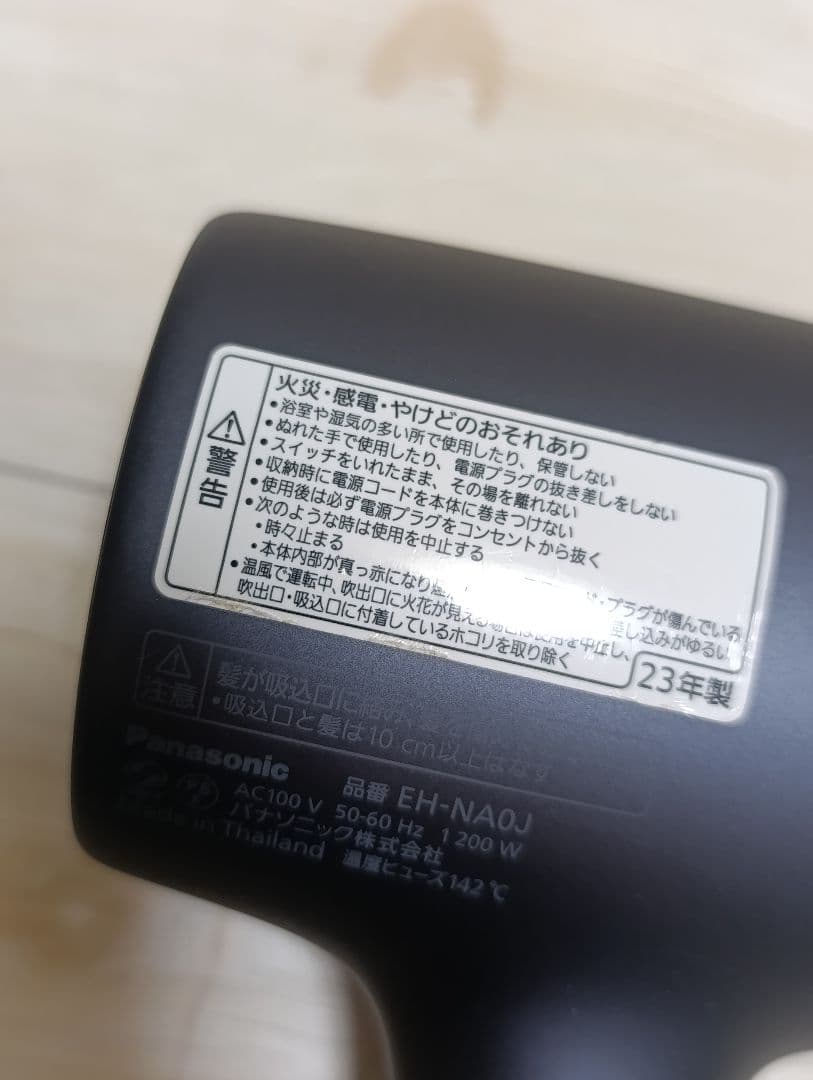 警告
火災・感電・やけどのおそれあり
•浴室や湿気の多い所で使用したり、保管しない
•ぬれた手で使用したり、電源プラグの抜き差しをしない
•スイッチをいれたまま、その場を離れない
•収納時に電源コードを本体に巻きつけない
•使用後は必ず電源プラグをコンセントから抜く
•次のような時は使用を中止する
•時々止まる
・プラグが傷んでいる
•本体内部が真っ赤になり 差し込みがゆるい
•温風で運転中、吹出口に火花が見える場合は使用を中止し、
吹出口・吸込口に付着しているホコリを取り除く
23年製
注意
髪が吸込口に
•吸込口と髪は10 cm以上はなす
Panasonic
品番 EH-NA0J
AC100 V 50-60 Hz 1 200 W
パナソニック株式会社
Made in Thailand 温度ヒューズ142 ℃